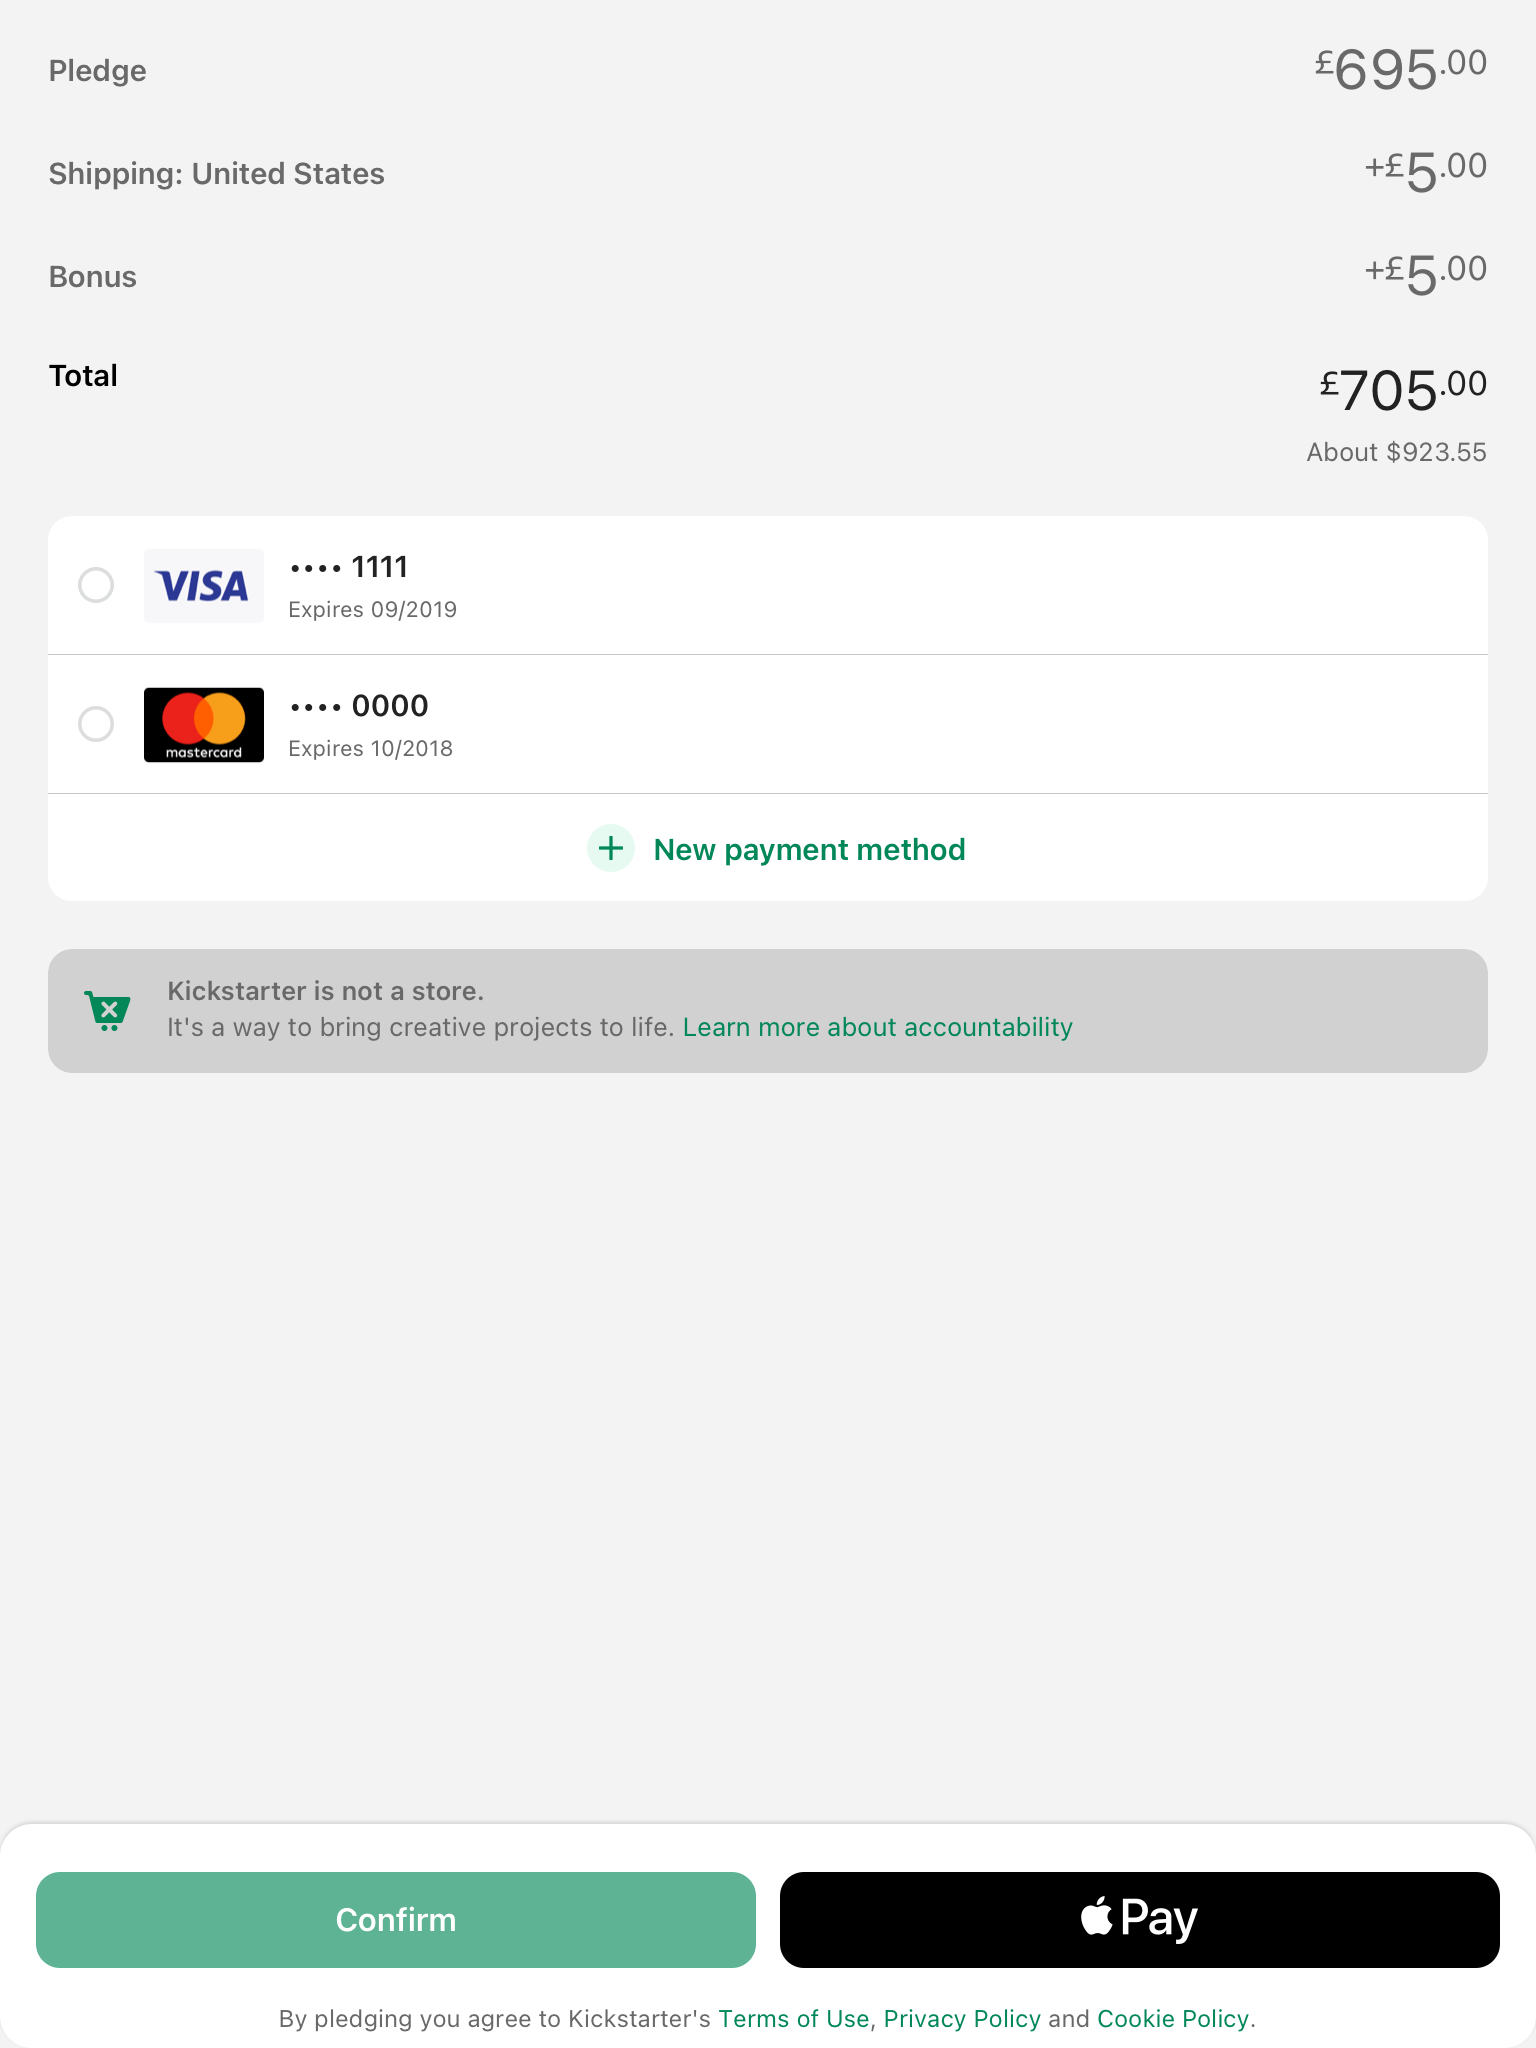 Pledge £695.00
Shipping: United States +£5.00
Bonus +£5.00
Total £705.00
About $923.55
VISA •••• 1111
Expires 09/2019
mastercard •••• 0000
Expires 10/2018
+ New payment method
Kickstarter is not a store.
It's a way to bring creative projects to life. Learn more about accountability
Confirm Pay
By pledging you agree to Kickstarter's Terms of Use, Privacy Policy and Cookie Policy.